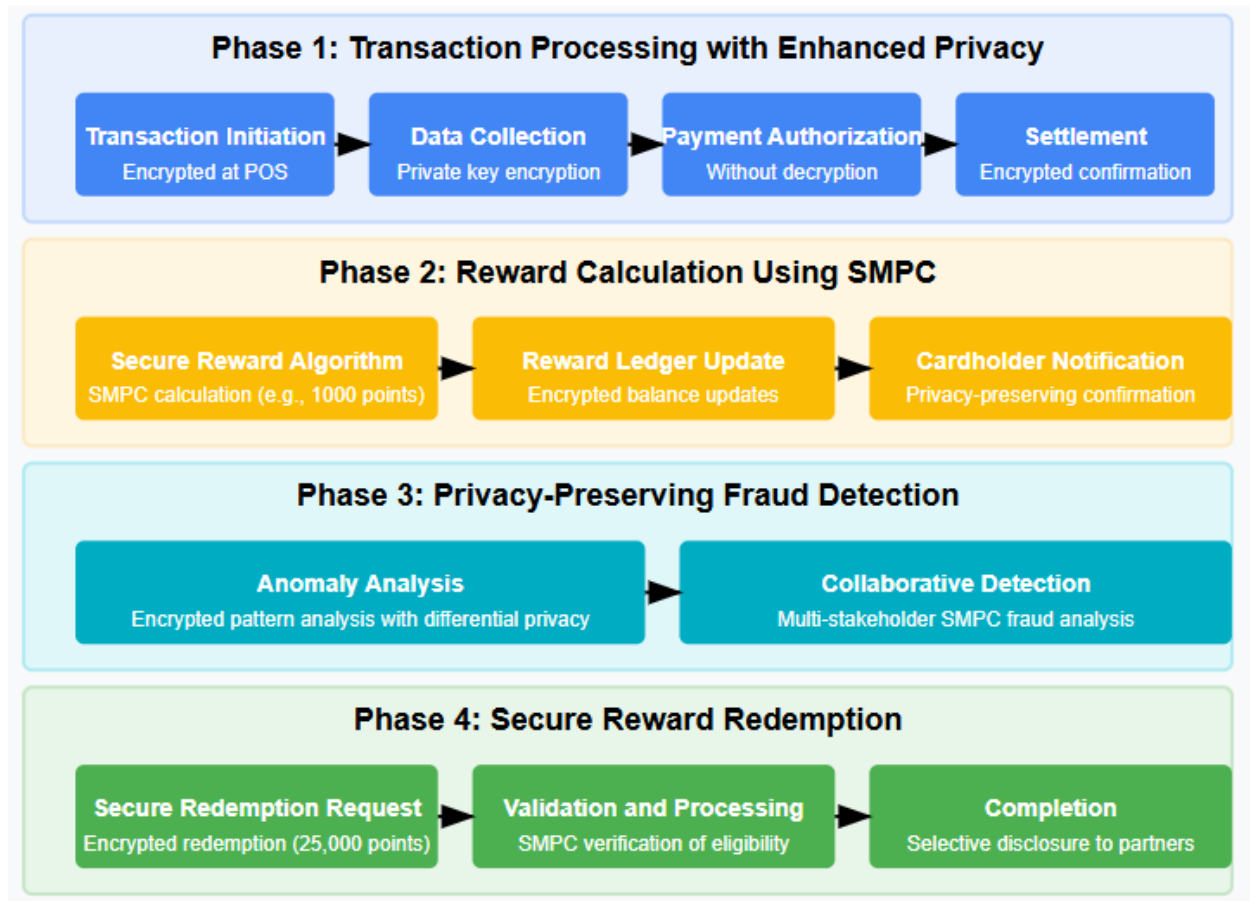 Phase 1: Transaction Processing with Enhanced Privacy
Transaction Initiation
Encrypted at POS
Data Collection
Private key encryption
Payment Authorization
Without decryption
Settlement
Encrypted confirmation
Phase 2: Reward Calculation Using SMPC
Secure Reward Algorithm
SMPC calculation (e.g., 1000 points)
Reward Ledger Update
Encrypted balance updates
Cardholder Notification
Privacy-preserving confirmation
Phase 3: Privacy-Preserving Fraud Detection
Anomaly Analysis
Encrypted pattern analysis with differential privacy
Collaborative Detection
Multi-stakeholder SMPC fraud analysis
Phase 4: Secure Reward Redemption
Secure Redemption Request
Encrypted redemption (25,000 points)
Validation and Processing
SMPC verification of eligibility
Completion
Selective disclosure to partners